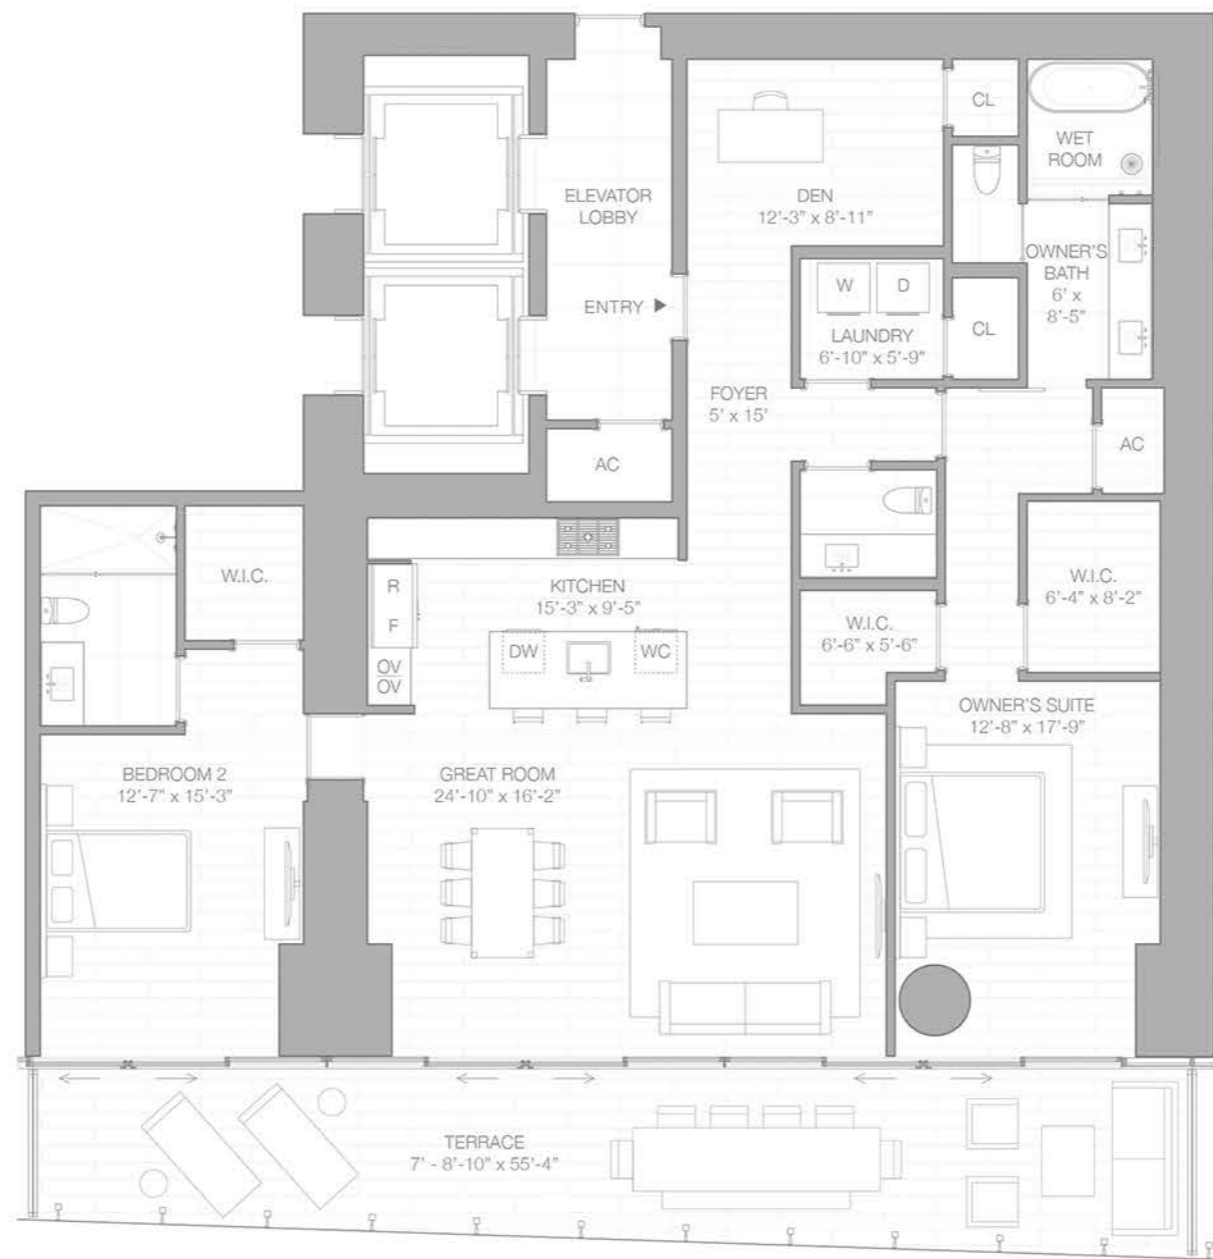 CL
WET
ROOM
ELEVATOR
LOBBY
DEN
12'-3" x 8'-11"
OWNER'S
BATH
6' x
8'-5"
W
D
ENTRY
CL
LAUNDRY
6'-10" x 5'-9"
FOYER
5' x 15'
AC
AC
W.I.C.
R
F
KITCHEN
15'-3" x 9'-5"
W.I.C.
6'-4" x 8'-2"
W.I.C.
6'-6" x 5'-6"
DW
WC
OV
OV
OWNER'S SUITE
12'-8" x 17'-9"
BEDROOM 2
12'-7" x 15'-3"
GREAT ROOM
24'-10" x 16'-2"
TERRACE
7' - 8'-10" x 55'-4"